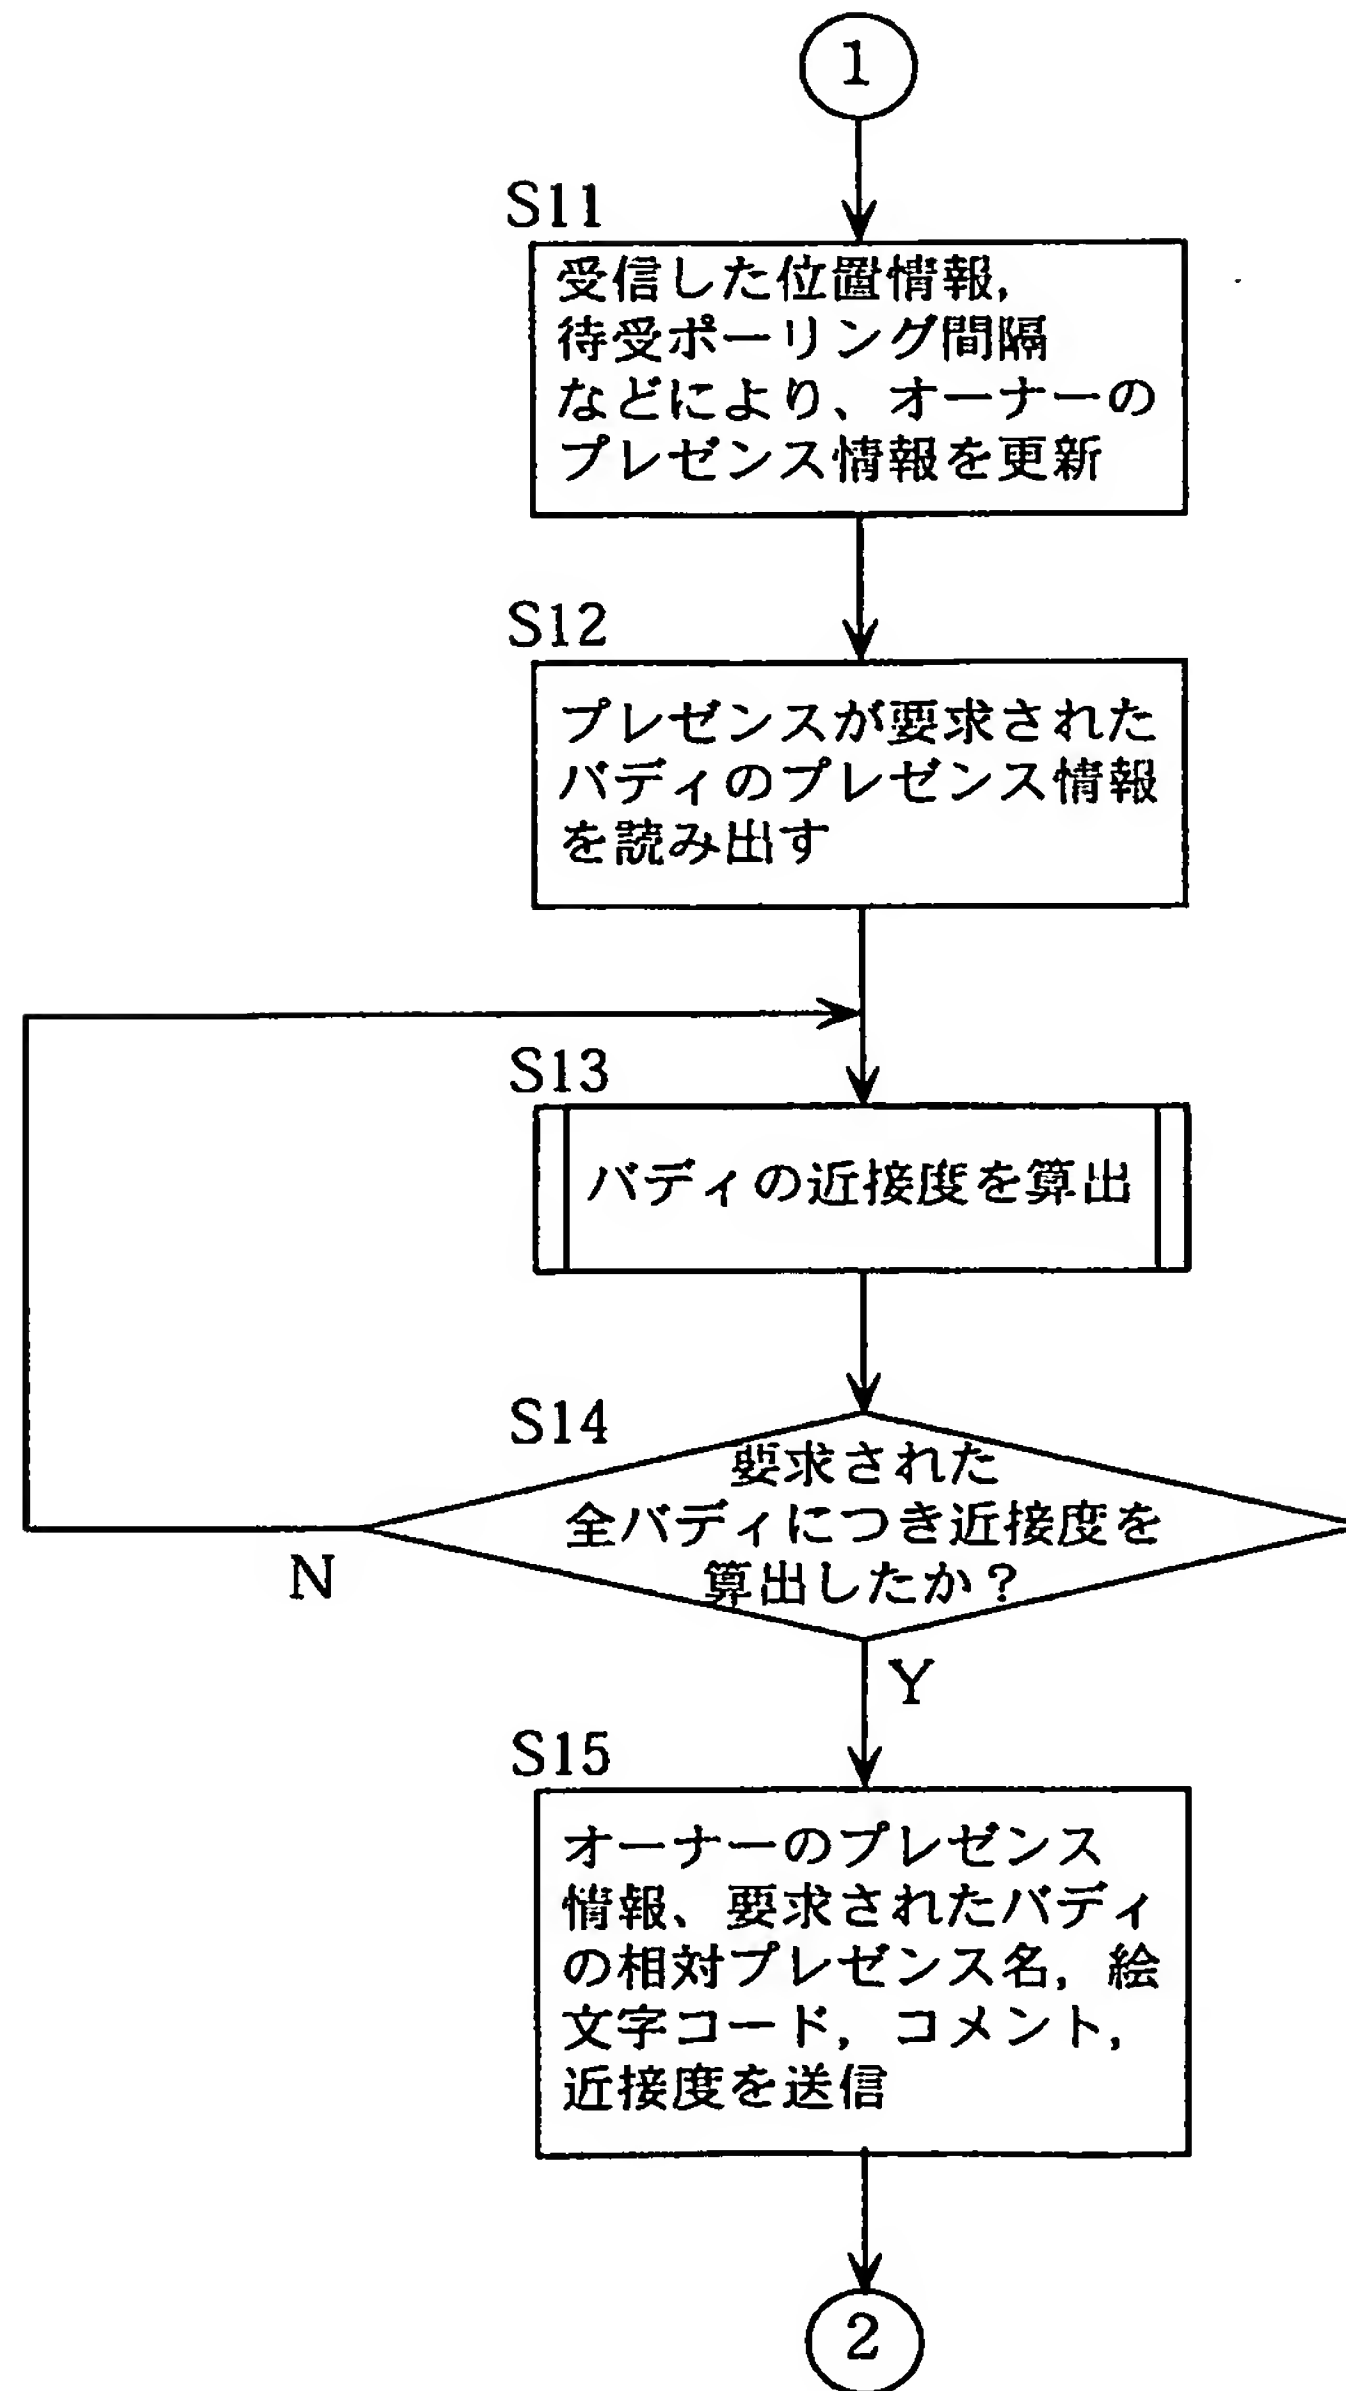 1
S11
受信した位置情報,
待受ポーリング間隔
などにより、オーナーの
プレゼンス情報を更新
S12
プレゼンスが要求された
バディのプレゼンス情報
を読み出す
S13
バディの近接度を算出
S14
要求された
全バディにつき近接度を
算出したか?
N
Y
S15
オーナーのプレゼンス
情報、要求されたバディ
の相対プレゼンス名, 絵
文字コード, コメント,
近接度を送信
2